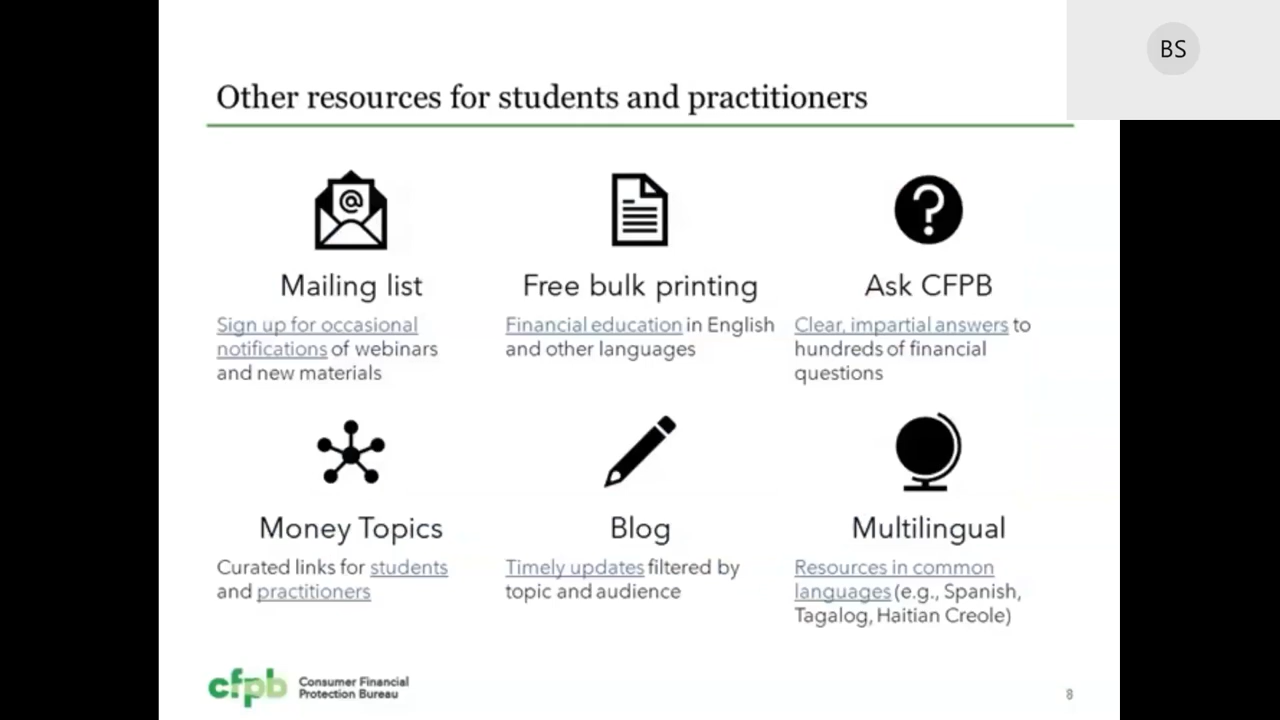 BS
Other resources for students and practitioners
@
?
Mailing list
Sign up for occasional
notifications of webinars
and new materials
Free bulk printing
Financial education in English
and other languages
Ask CFPB
Clear, impartial answers to
hundreds of financial
questions
Money Topics
Curated links for students
and practitioners
Blog
Timely updates filtered by
topic and audience
Multilingual
Resources in common
languages (e.g., Spanish,
Tagalog, Haitian Creole)
cfpb
Consumer Financial
Protection Bureau
8